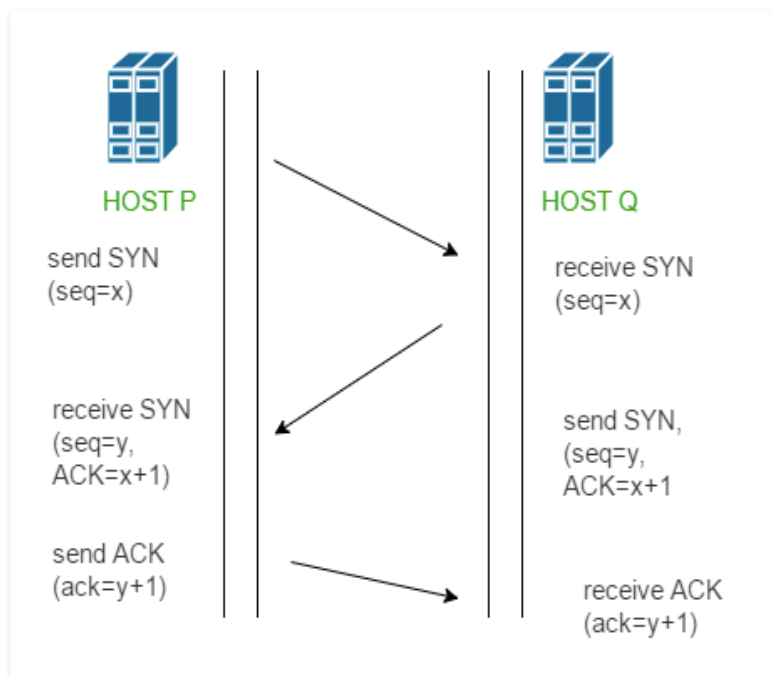 HOST P
HOST Q
send SYN
(seq=x)
receive SYN
(seq=x)
receive SYN
(seq=y,
ACK=x+1)
send SYN,
(seq=y,
ACK=x+1
send ACK
(ack=y+1)
receive ACK
(ack=y+1)